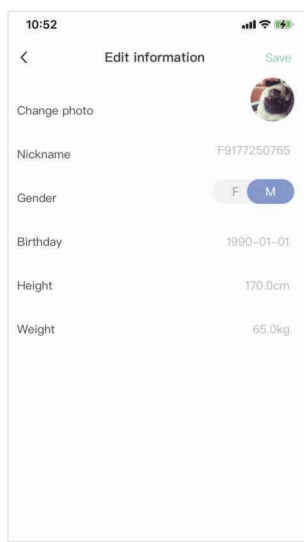 10:52
Edit information
Save
Change photo
Nickname
F9177250765
Gender
F
M
Birthday
1990-01-01
Height
170.0cm
Weight
65.0kg